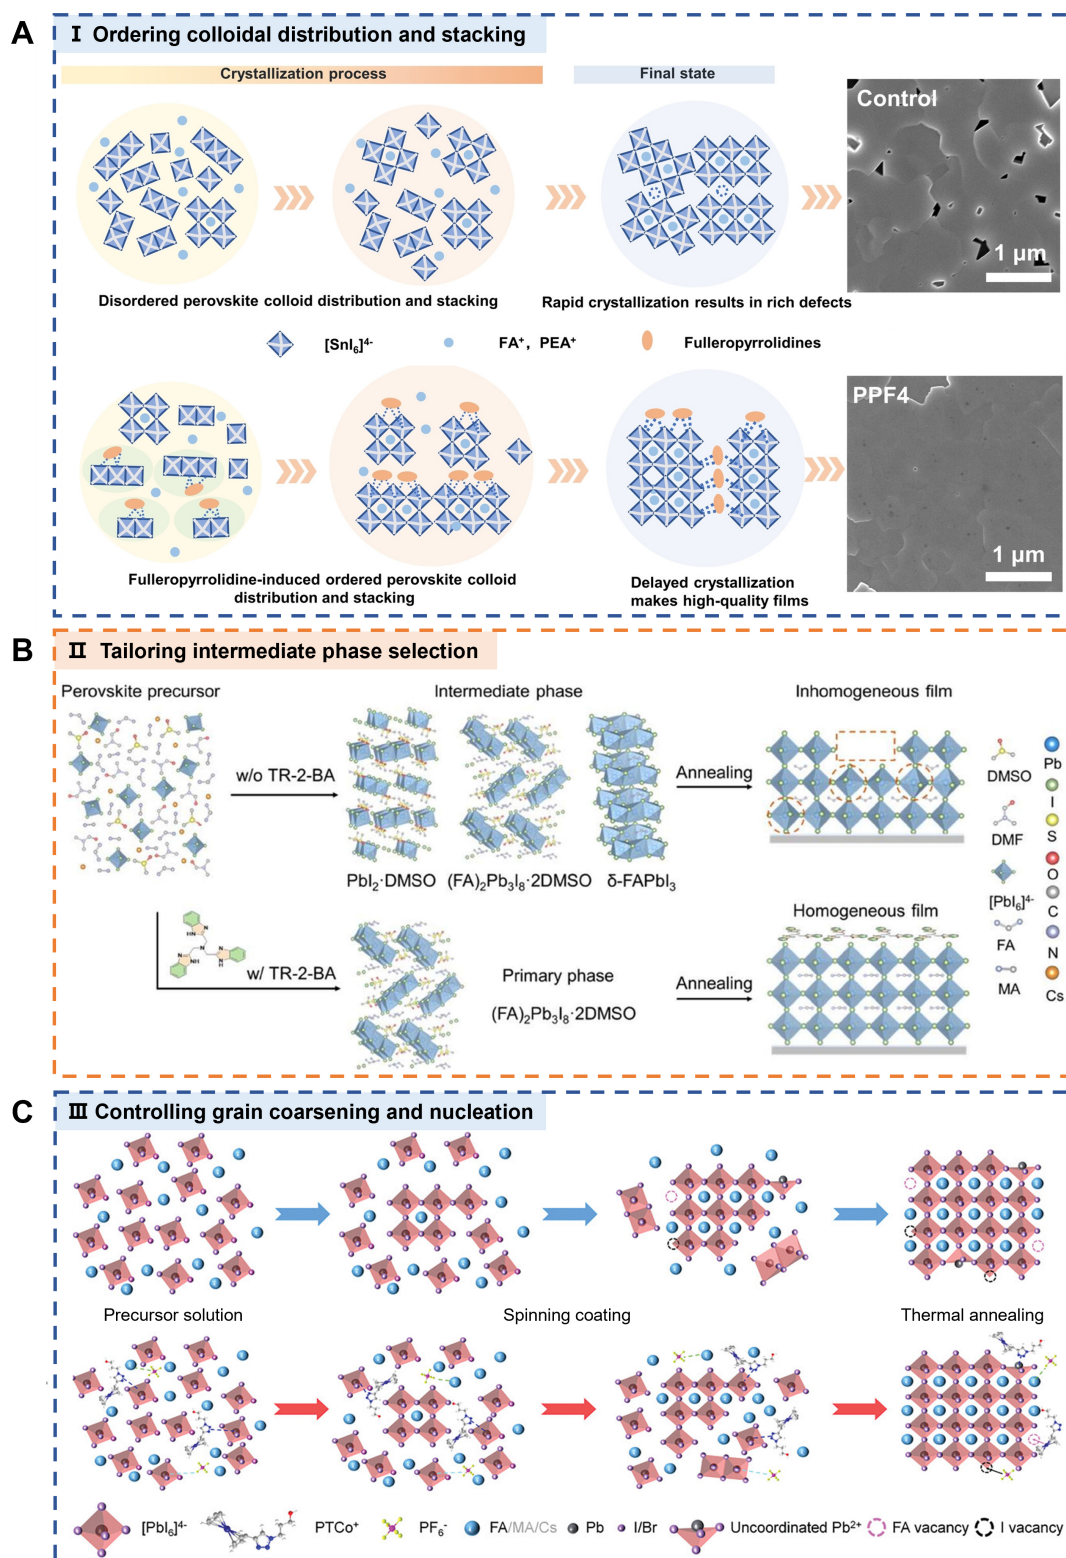 A
I Ordering colloidal distribution and stacking
Crystallization process
Final state
Control
1 μm
Disordered perovskite colloid distribution and stacking
Rapid crystallization results in rich defects
[SnI₆]⁴⁻
FA⁺, PEA⁺
Fulleropyrrolidines
PPF4
1 μm
Fulleropyrrolidine-induced ordered perovskite colloid
distribution and stacking
Delayed crystallization
makes high-quality films
B
II Tailoring intermediate phase selection
Perovskite precursor
Intermediate phase
Inhomogeneous film
w/o TR-2-BA
Annealing
PbI₂·DMSO
(FA)₂Pb₃I₈·2DMSO
δ-FAPbI₃
DMSO
DMF
[PbI₆]⁴⁻
FA
MA
Pb
I
S
O
C
N
Cs
N
HN
N
N
NH
N
H
w/ TR-2-BA
Primary phase
(FA)₂Pb₃I₈·2DMSO
Homogeneous film
Annealing
C
III Controlling grain coarsening and nucleation
Precursor solution
Spinning coating
Thermal annealing
[PbI₆]⁴⁻
PTCo⁺
PF₆⁻
FA/MA/Cs
Pb
I/Br
Uncoordinated Pb²⁺
FA vacancy
I vacancy